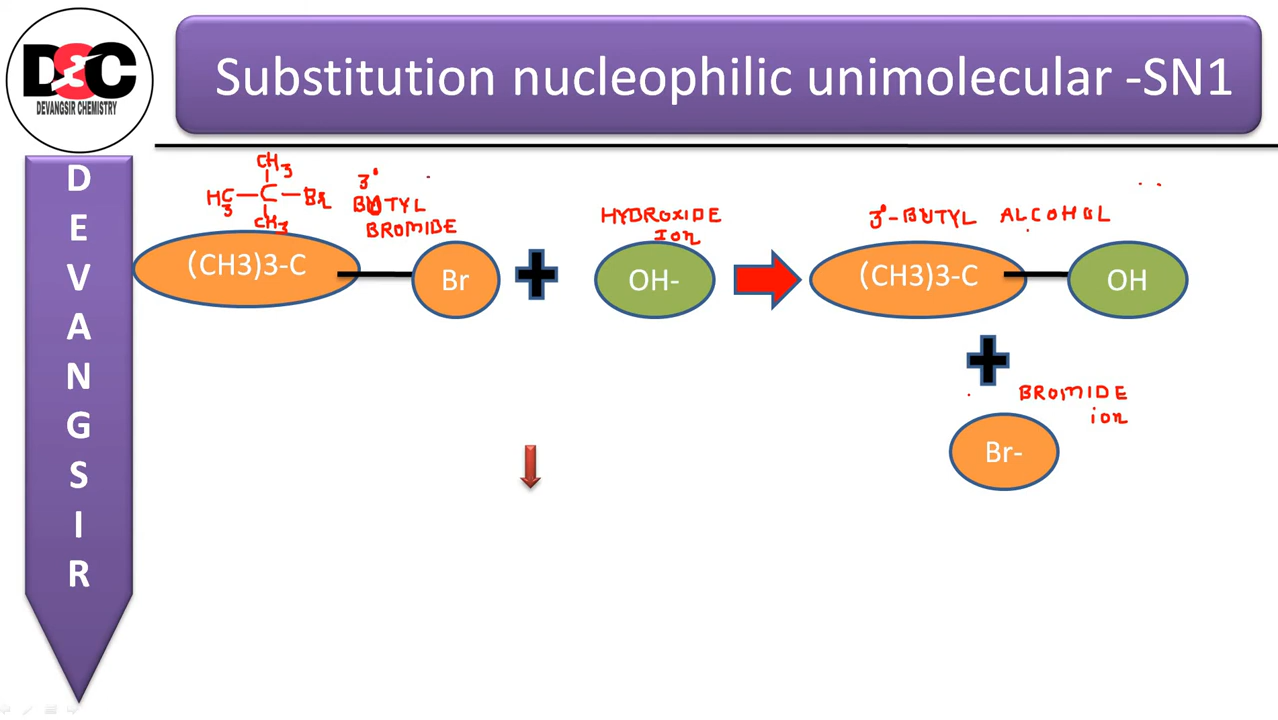 DSC
DEVANGSIR CHEMISTRY
Substitution nucleophilic unimolecular -SN1
D
E
V
A
N
G
S
I
R
CH3
H3C—C—Br
CH3
3° BUTYL BROMIDE
(CH3)3-C
Br
HYDROXIDE
Ion
OH-
3°-BUTYL ALCOHOL
(CH3)3-C
OH
BROMIDE
ion
Br-